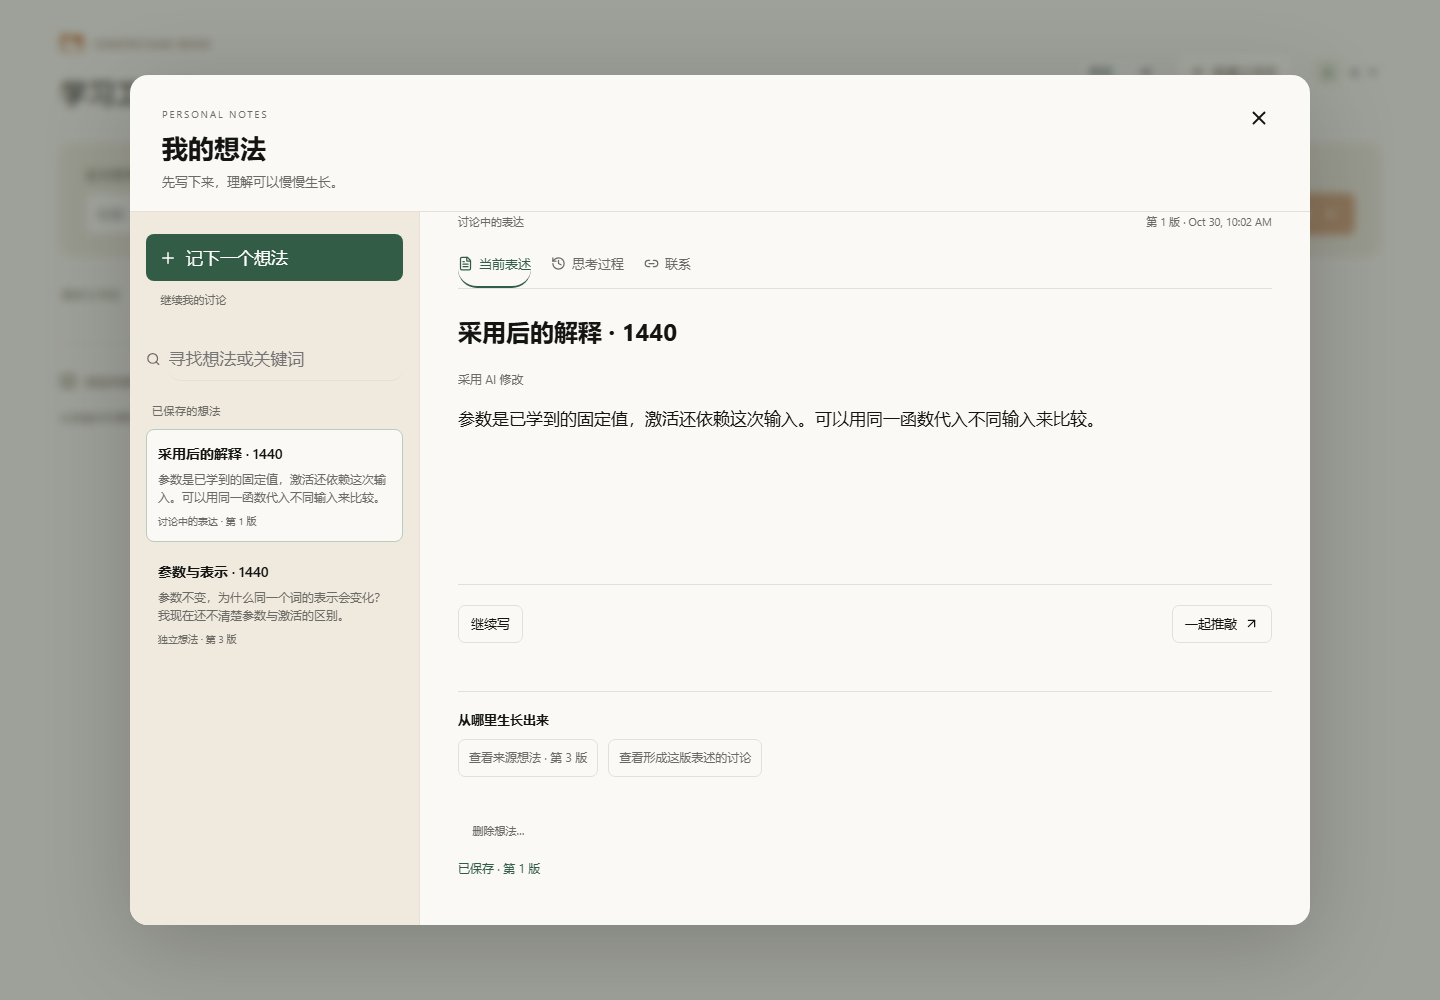 学习
PERSONAL NOTES
我的想法
先写下来，理解可以慢慢生长。
记下一个想法
继续我的讨论
寻找想法或关键词
已保存的想法
采用后的解释 · 1440
参数是已学到的固定值，激活还依赖这次输
入。可以用同一函数代入不同输入来比较。
讨论中的表达 · 第 1 版
参数与表示 · 1440
参数不变，为什么同一个词的表示会变化？
我现在还不清楚参数与激活的区别。
独立想法 · 第 3 版
讨论中的表达
第 1 版 · Oct 30, 10:02 AM
当前表述
思考过程
联系
采用后的解释 · 1440
采用 AI 修改
参数是已学到的固定值，激活还依赖这次输入。可以用同一函数代入不同输入来比较。
继续写
一起推敲
从哪里生长出来
查看来源想法 · 第 3 版
查看形成这版表述的讨论
删除想法...
已保存 · 第 1 版